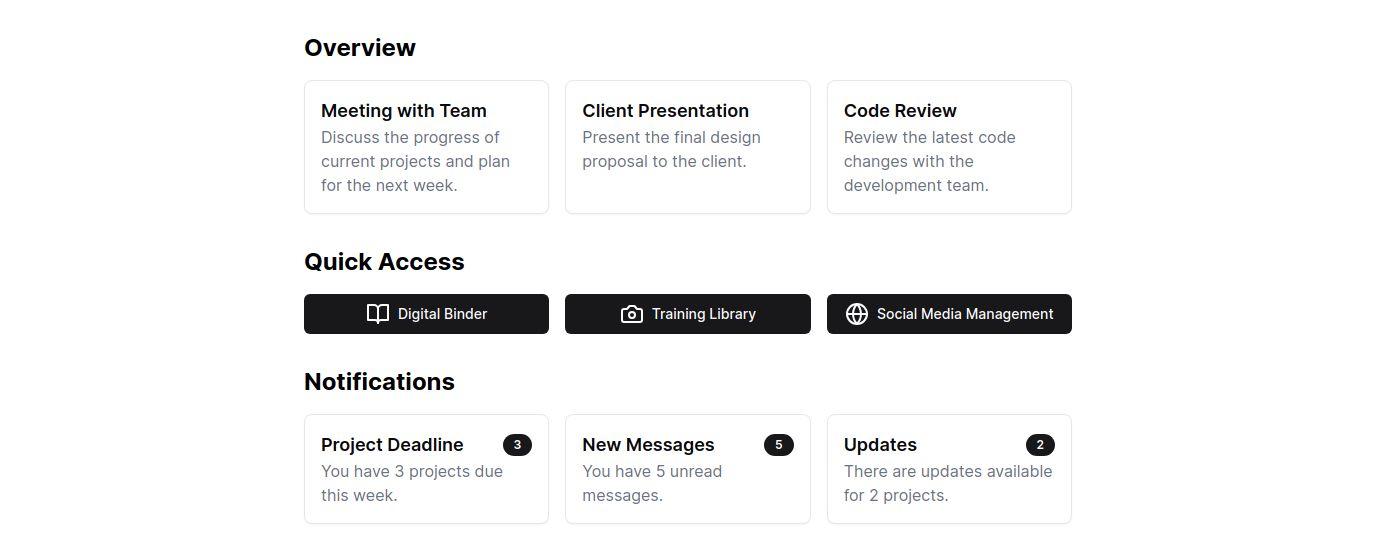 Overview
Meeting with Team
Discuss the progress of
current projects and plan
for the next week.
Client Presentation
Present the final design
proposal to the client.
Code Review
Review the latest code
changes with the
development team.
Quick Access
Digital Binder
Training Library
Social Media Management
Notifications
Project Deadline 3
You have 3 projects due
this week.
New Messages 5
You have 5 unread
messages.
Updates 2
There are updates available
for 2 projects.